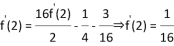 f'(2) = 16f'(2)/2 - 1/4 - 3/16 ⇒ f'(2) = 1/16